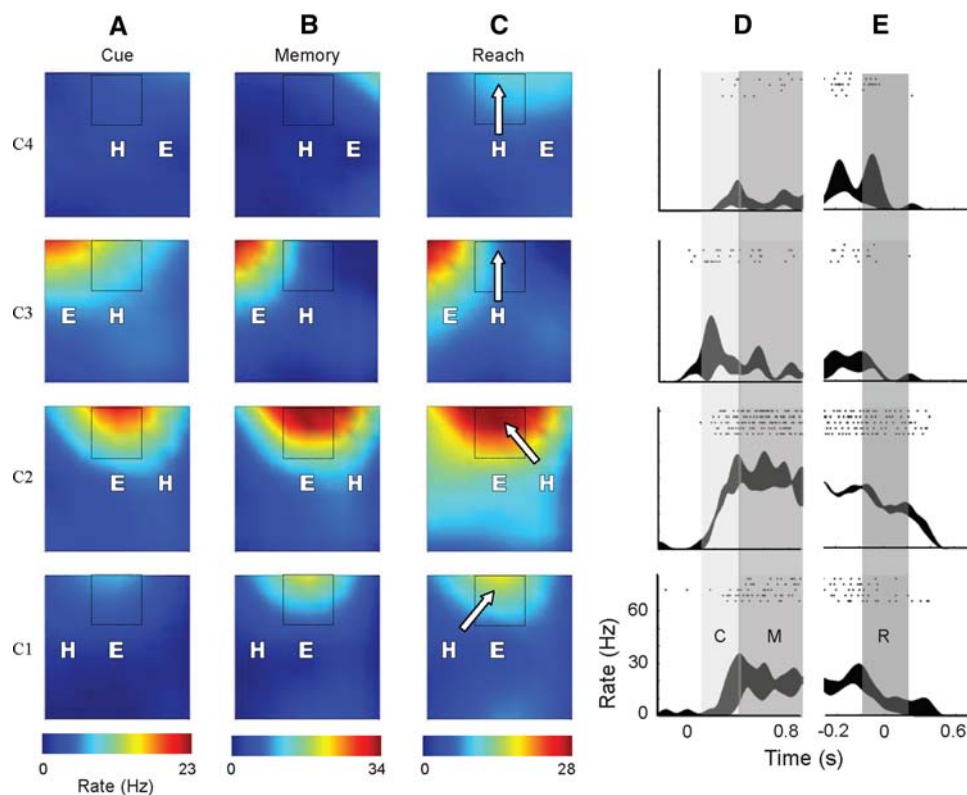 A B C D E
Cue Memory Reach
C4
H E H E H E
C3
E H E H E H
C2
E H E H E H
C1
H E H E H E
60
30
0
Rate (Hz)
C M R
0 0.8 -0.2 0 0.6
Time (s)
0 23 0 34 0 28
Rate (Hz)